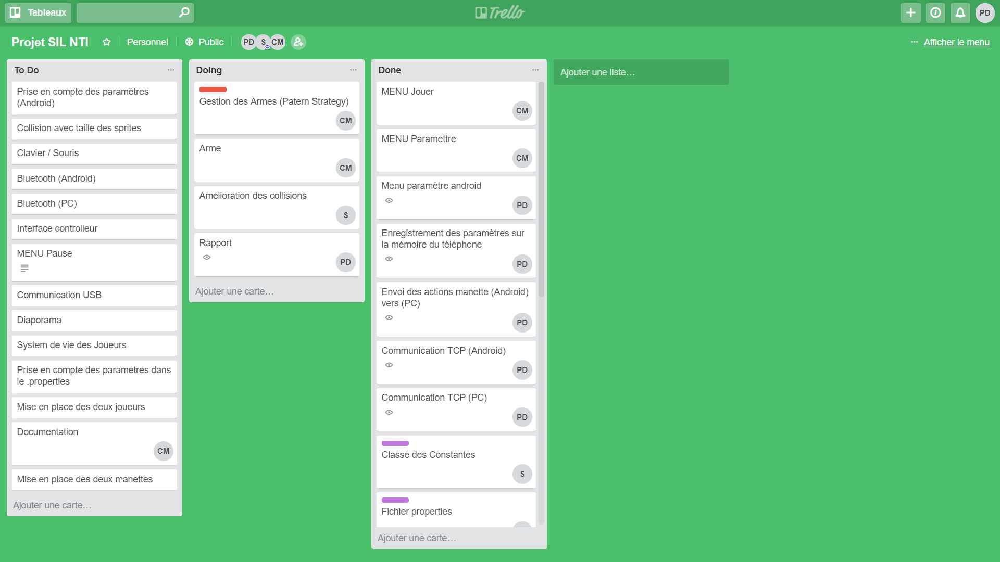 Tableaux
Trello
PD
Projet SIL NTI
Personnel
Public
PD S CM
Afficher le menu
To Do
Prise en compte des paramètres
(Android)
Collision avec taille des sprites
Clavier / Souris
Bluetooth (Android)
Bluetooth (PC)
Interface controlleur
MENU Pause
Communication USB
Diaporama
System de vie des Joueurs
Prise en compte des parametres dans
le .properties
Mise en place des deux joueurs
Documentation
CM
Mise en place des deux manettes
Ajouter une carte…
Doing
Gestion des Armes (Patern Strategy)
CM
Arme
CM
Amelioration des collisions
S
Rapport
PD
Ajouter une carte…
Done
MENU Jouer
CM
MENU Paramettre
CM
Menu paramètre android
PD
Enregistrement des paramètres sur
la mémoire du téléphone
PD
Envoi des actions manette (Android)
vers (PC)
PD
Communication TCP (Android)
PD
Communication TCP (PC)
PD
Classe des Constantes
S
Fichier properties
Ajouter une carte…
Ajouter une liste…